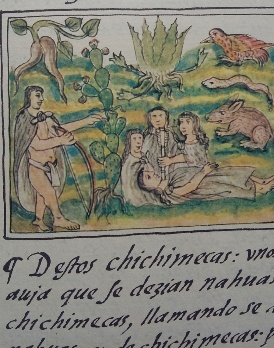 ¶ Destos chichimecas: vnos
auja que se dezian nahuas
chichimecas, llamando se d